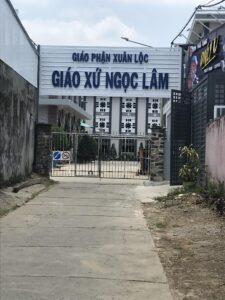 GIÁO PHẬN XUÂN LỘC
GIÁO XỨ NGỌC LÂM